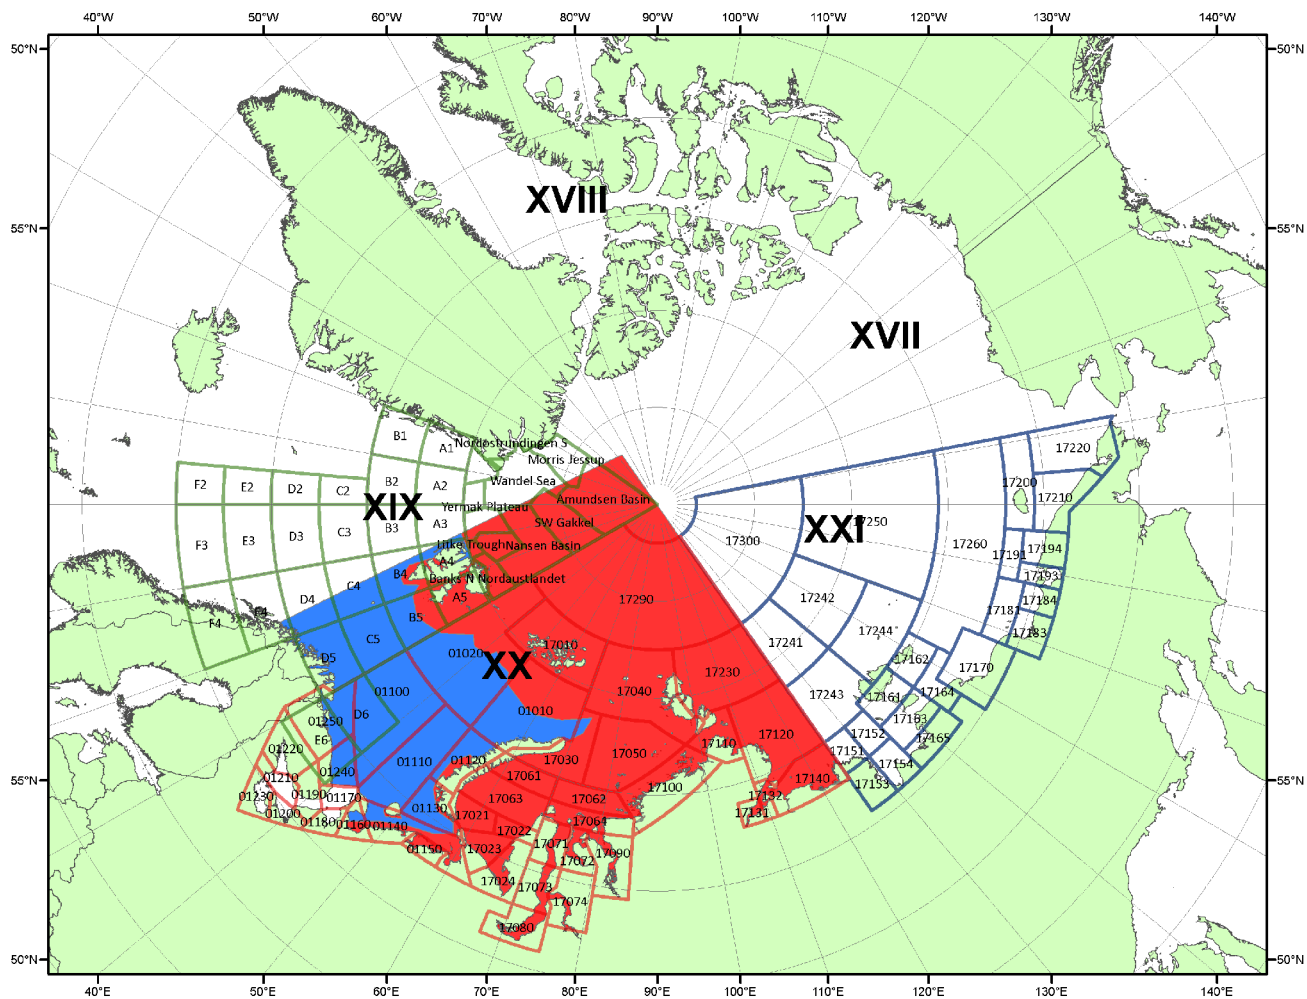 40°W 50°W 60°W 70°W 80°W 90°W 100°W 110°W 120°W 130°W 140°W
50°N 50°N
XVIII
55°N 55°N
XVII
B1 A1 Nordostrundingen S 17220
Morris Jessup
F2 E2 D2 C2 B2 A2 Wandel Sea 17200
XIX Yermak Plateau Amundsen Basin 17210
F3 E3 D3 C3 B3 A3 SW Gakkel XXI 17250
Litke Trough Nansen Basin 17300 17260 17191 17194
A4 17193
C4 B4 Banks N Nordaustlandet
D4 A5 17290 17242 17181 17184
F4 E4 B5 17244 17183
C5 01020 17010 17241
D5 XX 17230 17162 17170
01100 17040 17243 17161 17164
01250 D6 01010 17163
E6 17120 17152 17165
01220 17110 17151
01110 01120 17030 17050 17154
01210 01240 17061 17140 17153
01230 01190 01170 17063 17062 17100 17132
01200 01180 01160 01140 01130 17021 17064 17131
17022
01150 17023 17071 17072 17090
17024 17073
17074
17080
55°N 55°N
50°N 50°N
40°E 50°E 60°E 70°E 80°E 90°E 100°E 110°E 120°E 130°E 140°E